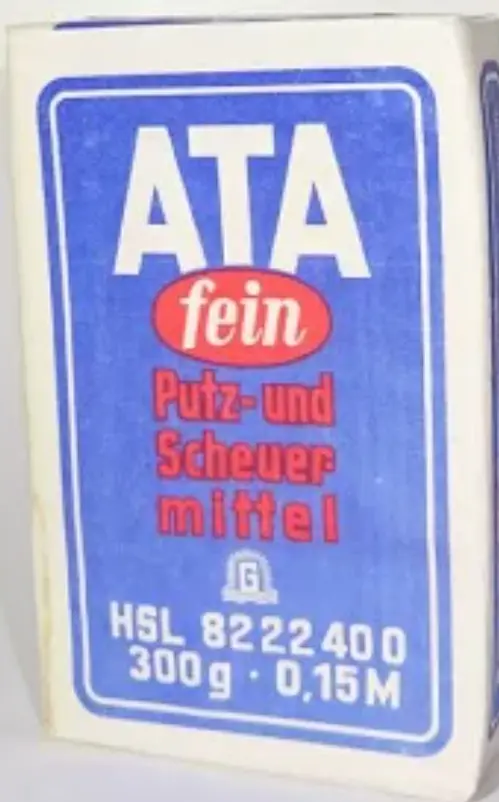 ATA
fein
Putz- und
Scheuer
mittel
G
HSL 8222400
300g · 0,15M